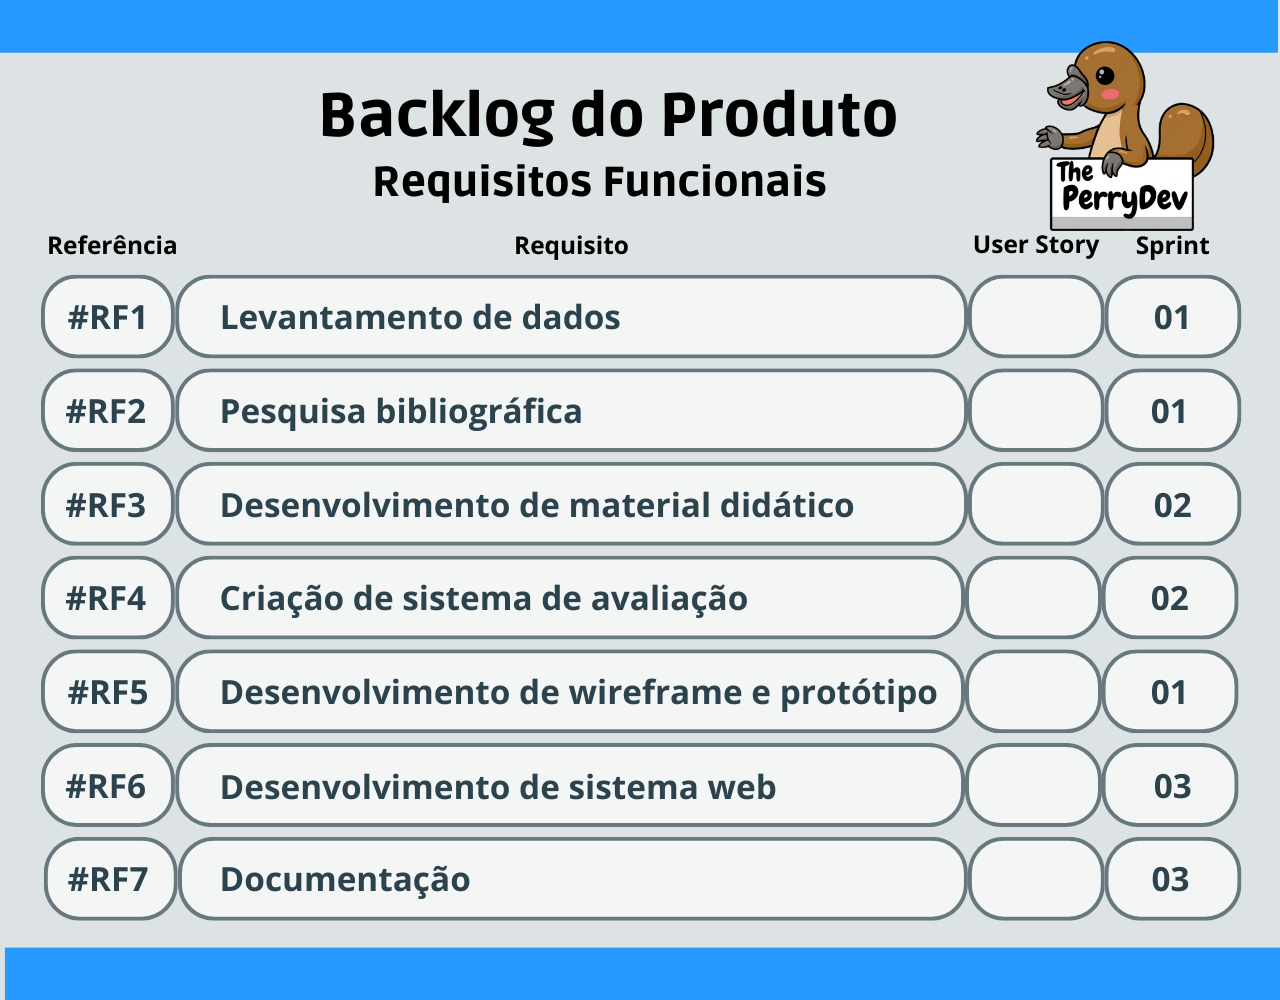 Backlog do Produto
Requisitos Funcionais
The
PerryDev
Referência Requisito User Story Sprint
#RF1 Levantamento de dados 01
#RF2 Pesquisa bibliográfica 01
#RF3 Desenvolvimento de material didático 02
#RF4 Criação de sistema de avaliação 02
#RF5 Desenvolvimento de wireframe e protótipo 01
#RF6 Desenvolvimento de sistema web 03
#RF7 Documentação 03